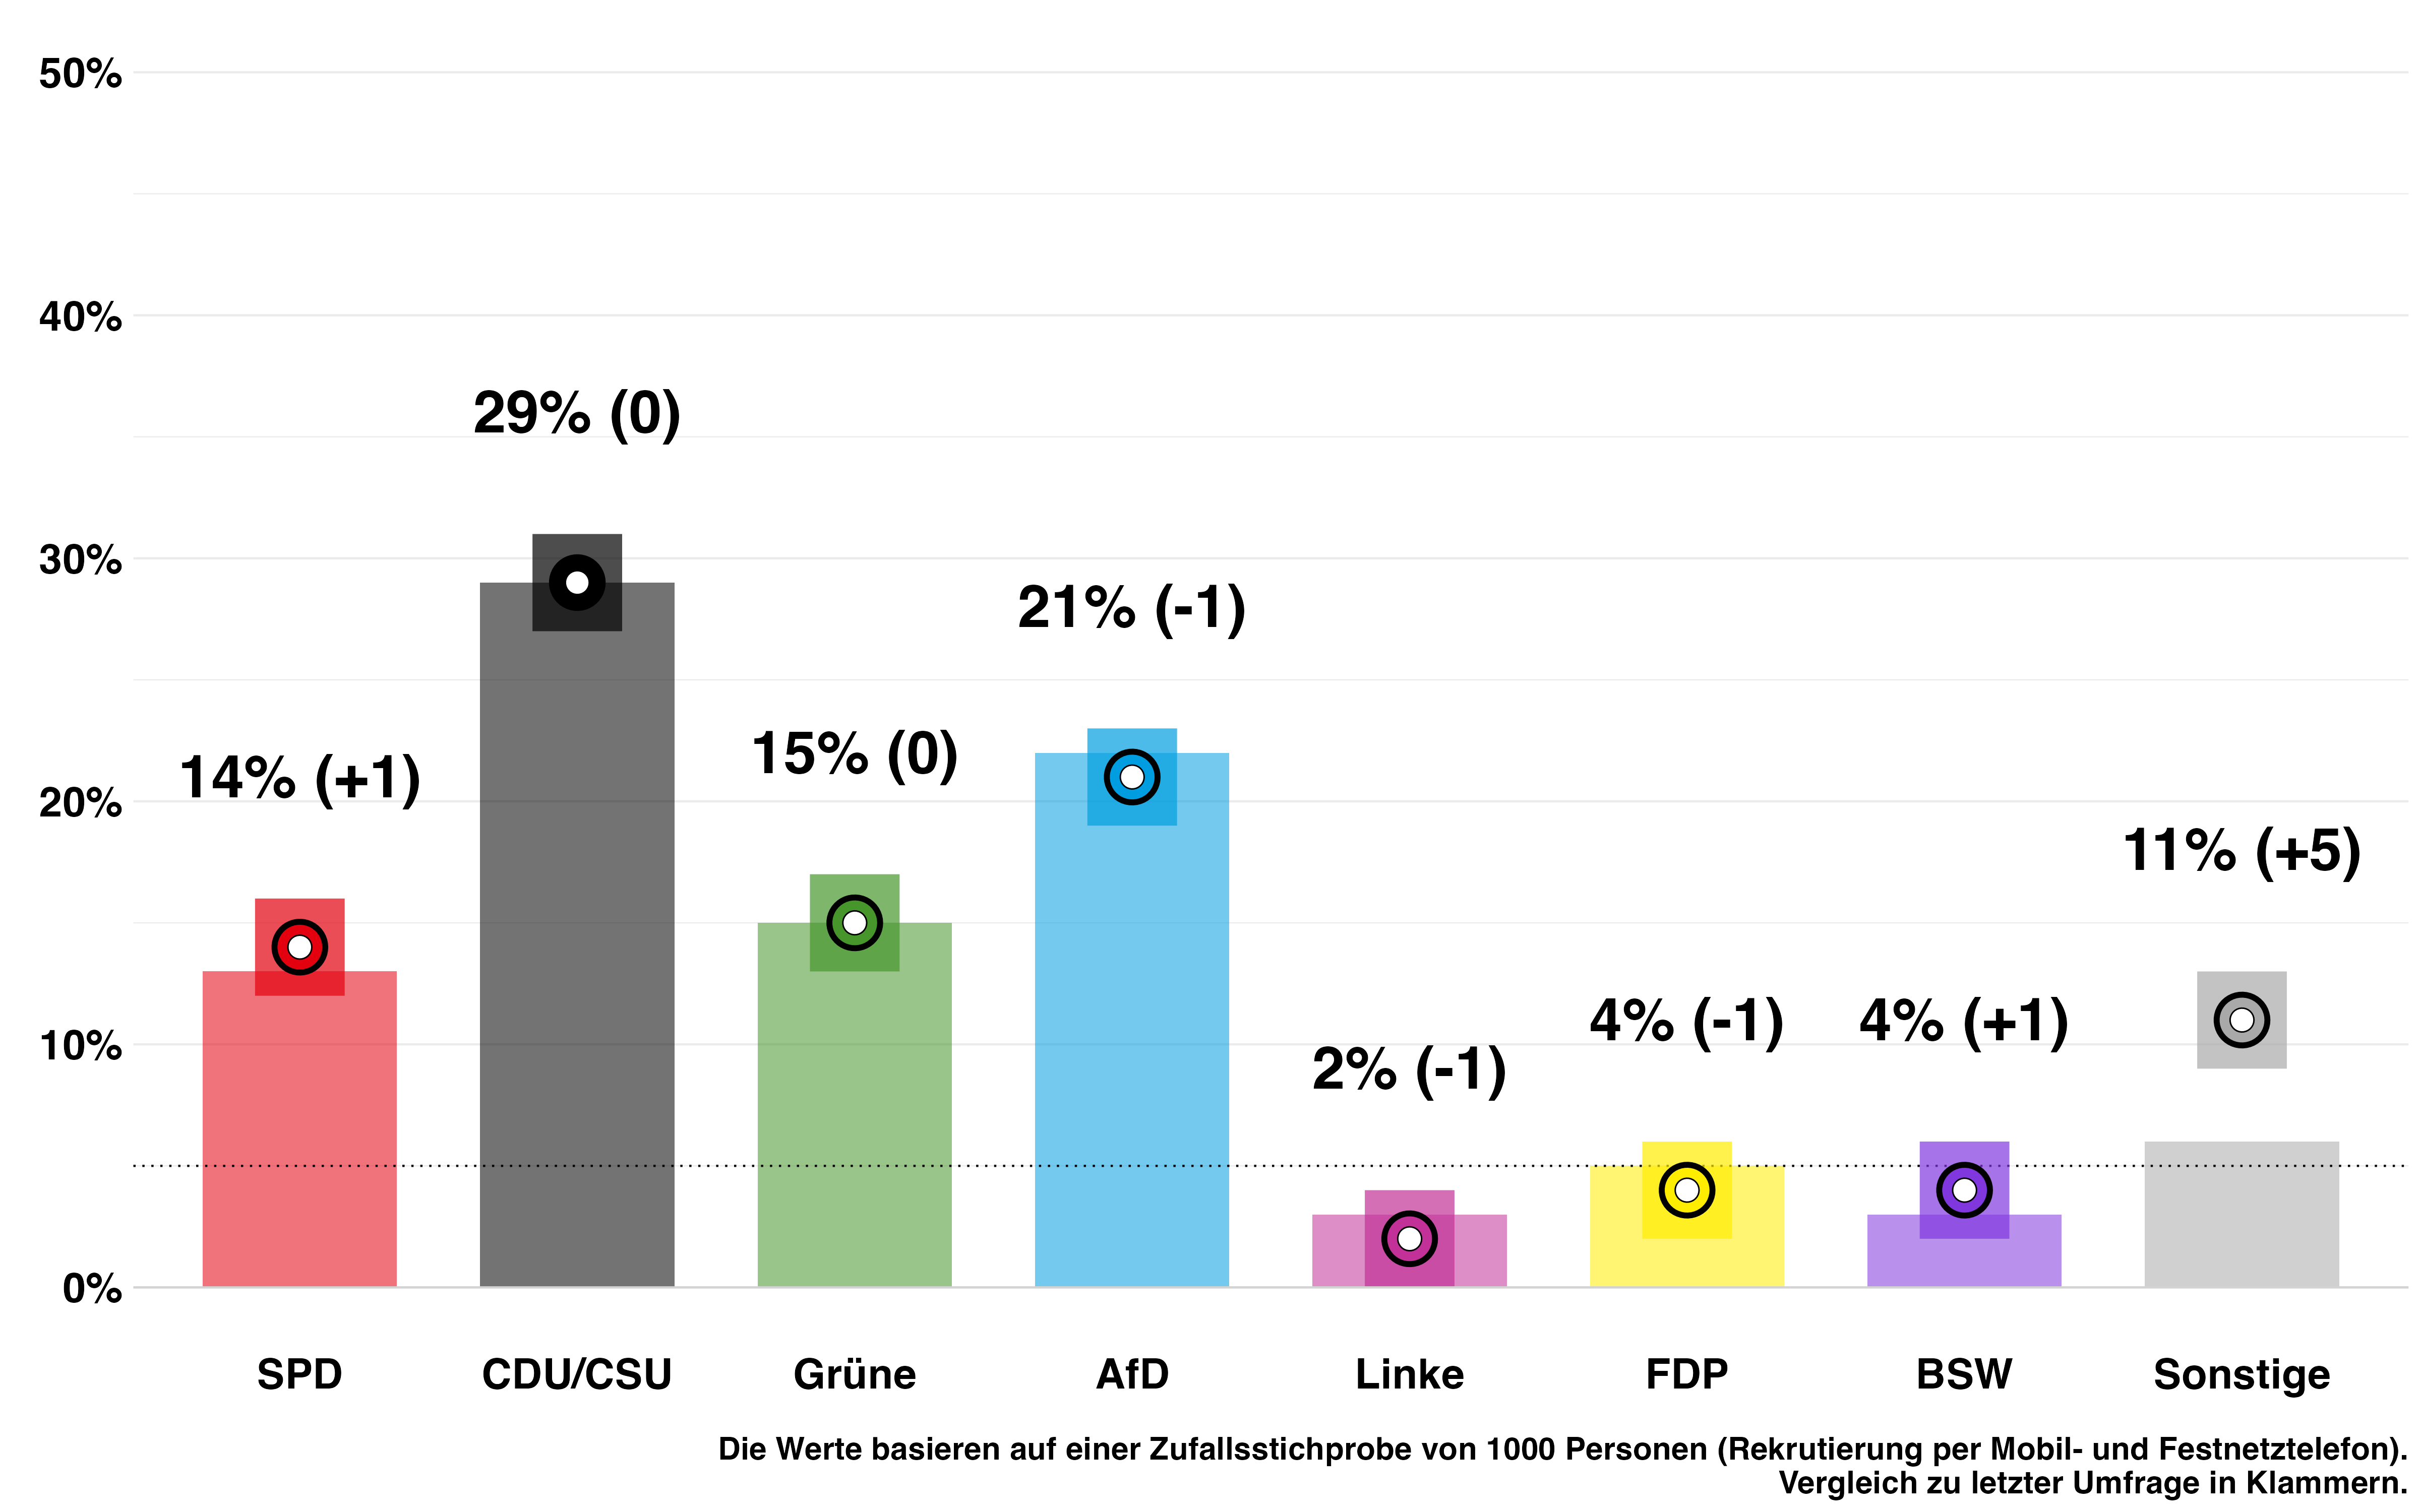 50%
40%
30%
20%
10%
0%
29% (0)
21% (-1)
15% (0)
14% (+1)
11% (+5)
4% (-1)
4% (+1)
2% (-1)
SPD
CDU/CSU
Grüne
AfD
Linke
FDP
BSW
Sonstige
Die Werte basieren auf einer Zufallsstichprobe von 1000 Personen (Rekrutierung per Mobil- und Festnetztelefon).
Vergleich zu letzter Umfrage in Klammern.